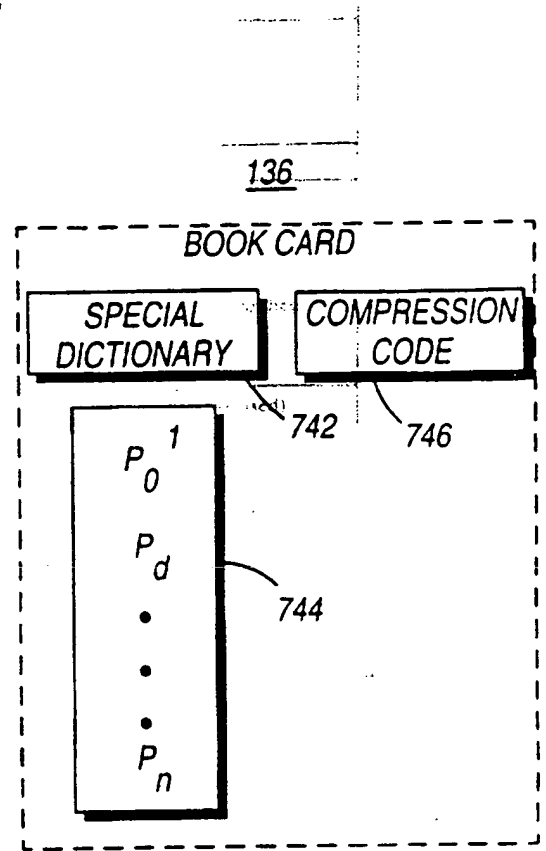 136
BOOK CARD
SPECIAL
DICTIONARY
COMPRESSION
CODE
742
746
P0 1
Pd
Pn
744